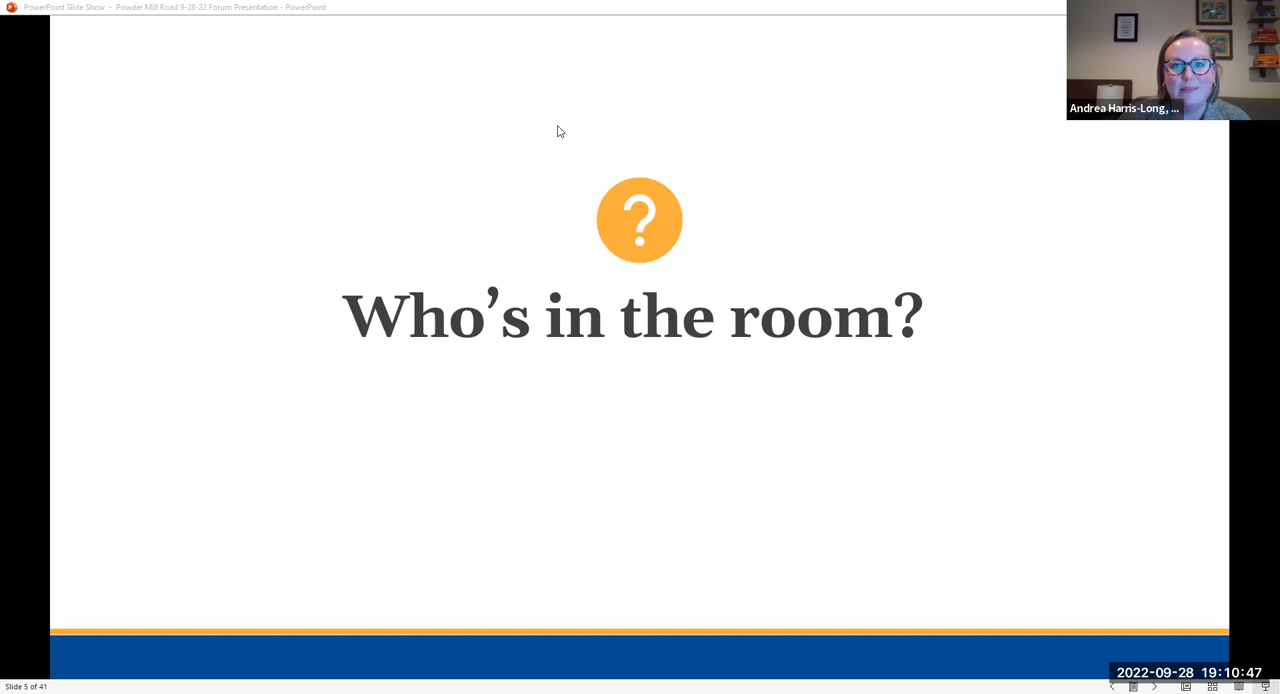 PowerPoint Slide Show - Powder Mill Road 9-28-22 Forum Presentation - PowerPoint
Andrea Harris-Long, ...
?
Who’s in the room?
2022-09-28 19:10:47
Slide 5 of 41